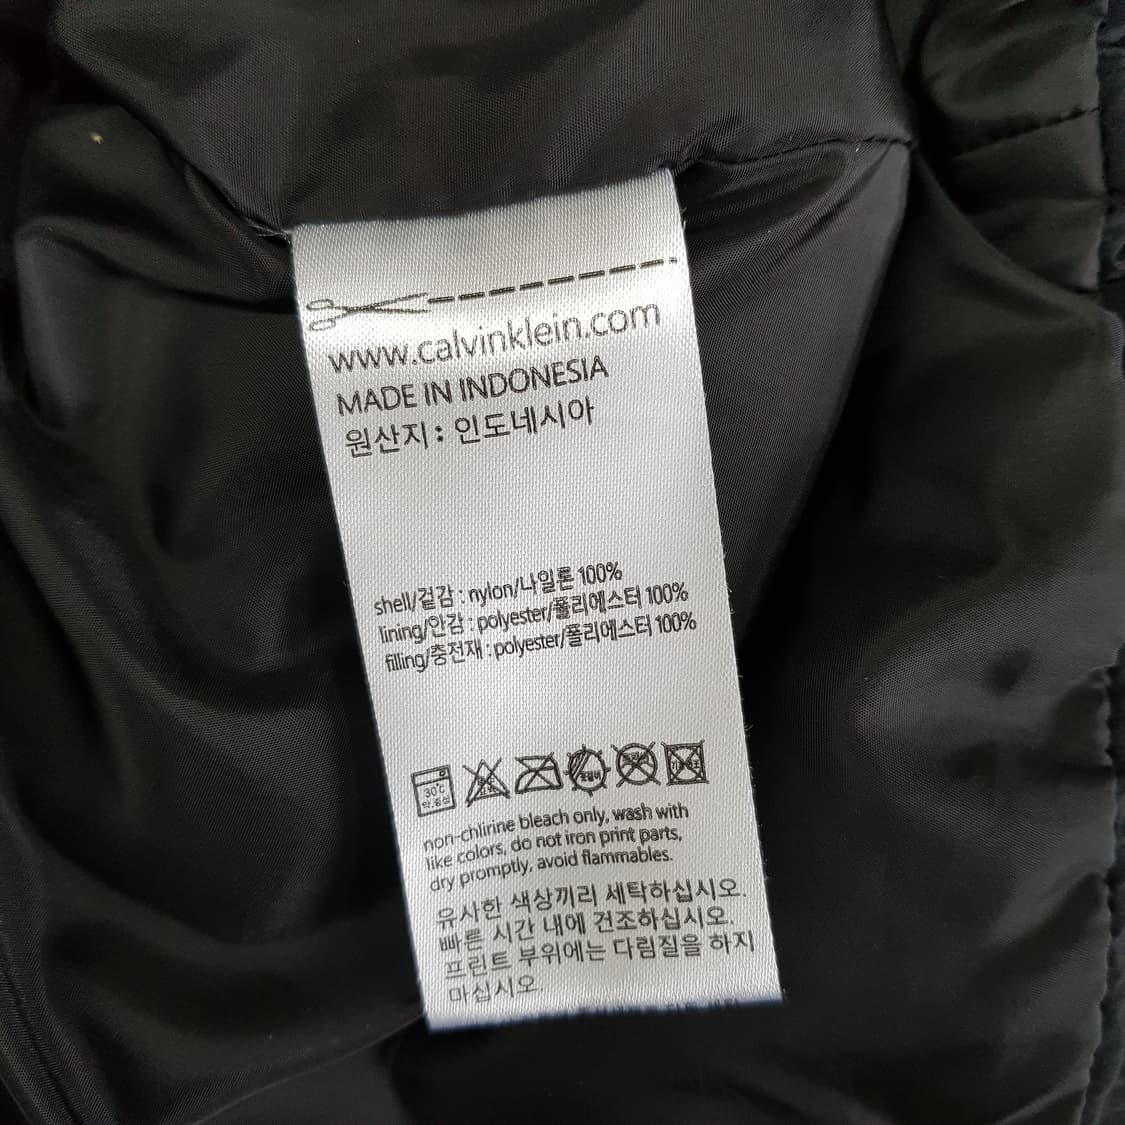 www.calvinklein.com
MADE IN INDONESIA
원산지 : 인도네시아
shell/겉감 : nylon/나일론 100%
lining/안감 : polyester/폴리에스터 100%
filling/충전재 : polyester/폴리에스터 100%
30℃
non-chlirine bleach only, wash with
like colors, do not iron print parts,
dry promptly, avoid flammables.
유사한 색상끼리 세탁하십시오.
빠른 시간 내에 건조하십시오.
프린트 부위에는 다림질을 하지
마십시오.